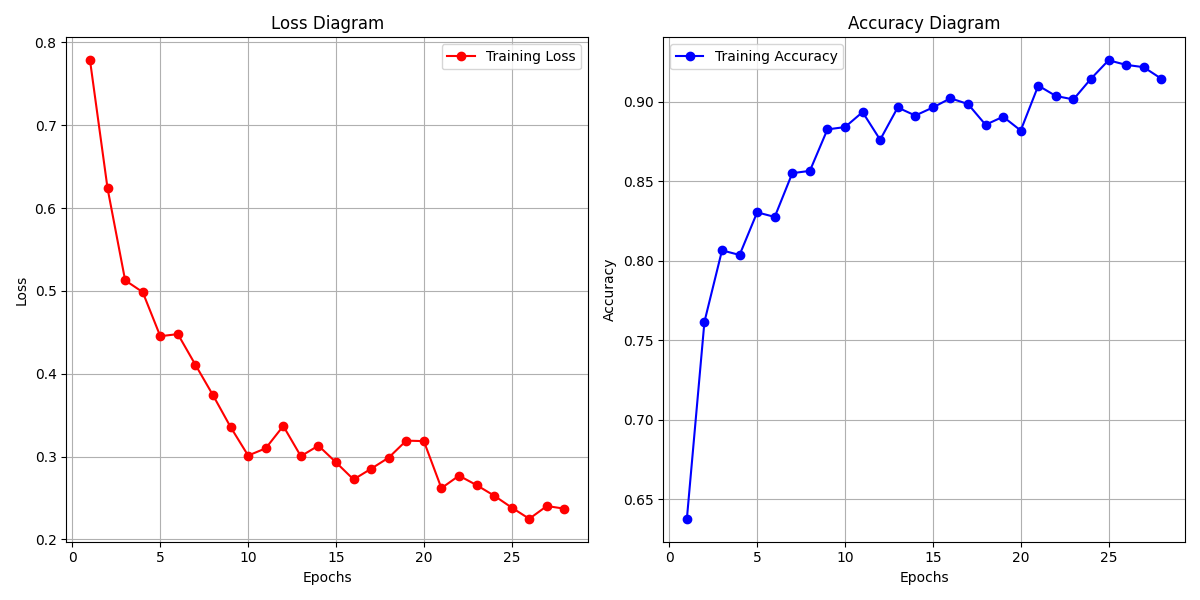 Loss Diagram
Training Loss
0.8
0.7
0.6
0.5
0.4
0.3
0.2
Loss
0 5 10 15 20 25
Epochs
Accuracy Diagram
Training Accuracy
0.90
0.85
0.80
0.75
0.70
0.65
Accuracy
0 5 10 15 20 25
Epochs